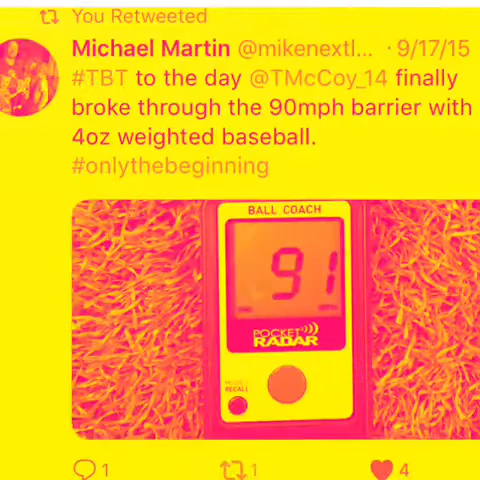 You Retweeted
Michael Martin @mikenextl... · 9/17/15
#TBT to the day @TMcCoy_14 finally
broke through the 90mph barrier with
4oz weighted baseball.
#onlythebeginning
BALL COACH
91
POCKET
RADAR
RECALL
1
1
4